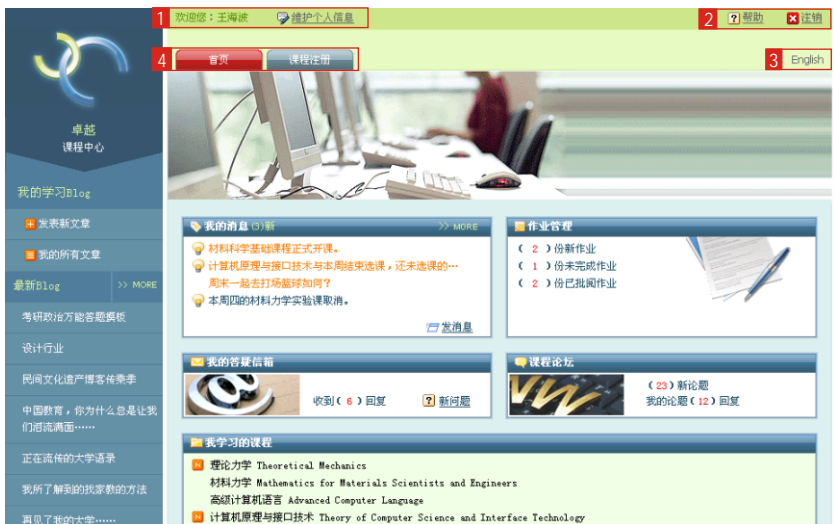 1 欢迎您：王海波 维护个人信息 2 帮助 注销
4 首页 课程注册 3 English
卓越
课程中心
我的学习Blog
发表新文章
我的所有文章
最新Blog >> MORE
考研政治万能答题模板
设计行业
民间文化遗产博客传乘季
中国教育，你为什么总是让我
们泪流满面……
正在流传的大学语录
我所了解到的找家教的方法
再见了我的大学……
我的消息(3)新 >> MORE
材料科学基础课程正式开课。
计算机原理与接口技术与本周结束选课，还未选课的…
周末一起去打场篮球如何？
本周四的材料力学实验课取消。
发消息
作业管理
( 2 )份新作业
( 1 )份未完成作业
( 2 )份已批阅作业
我的答疑信箱
收到( 6 )回复 ? 新问题
课程论坛
(23)新论题
我的论题(12)回复
我学习的课程
N 理论力学 Theoretical Mechanics
材料力学 Mathematics for Materials Scientists and Engineers
高级计算机语言 Advanced Computer Language
N 计算机原理与接口技术 Theory of Computer Science and Interface Technology